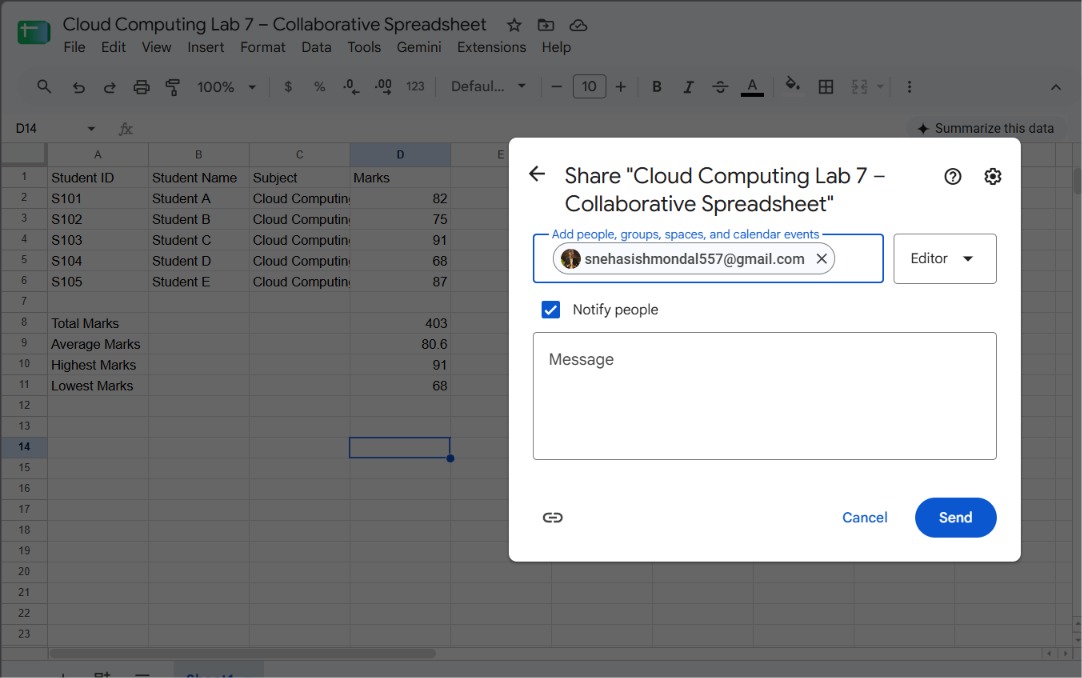 Cloud Computing Lab 7 – Collaborative Spreadsheet
File Edit View Insert Format Data Tools Gemini Extensions Help
100% $ % .0 .00 123 Defaul... − 10 + B I S A
D14 fx
Summarize this data
A B C D E
1 Student ID Student Name Subject Marks
2 S101 Student A Cloud Computin 82
3 S102 Student B Cloud Computin 75
4 S103 Student C Cloud Computin 91
5 S104 Student D Cloud Computin 68
6 S105 Student E Cloud Computin 87
7
8 Total Marks 403
9 Average Marks 80.6
10 Highest Marks 91
11 Lowest Marks 68
12
13
14
15
16
17
18
19
20
21
22
23
Share "Cloud Computing Lab 7 –
Collaborative Spreadsheet"
Add people, groups, spaces, and calendar events
snehasishmondal557@gmail.com
Editor
Notify people
Message
Cancel Send